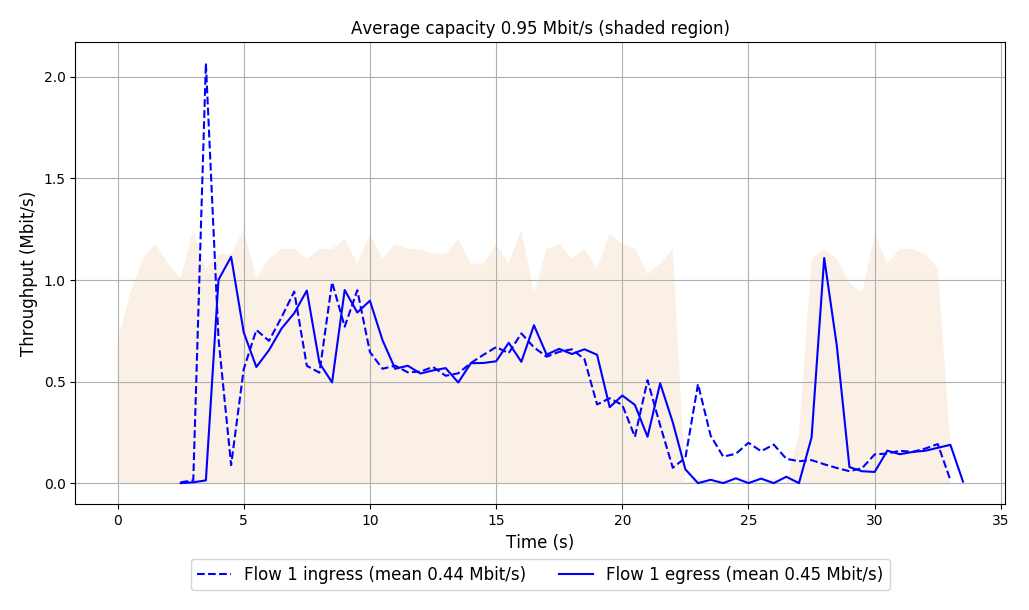 Average capacity 0.95 Mbit/s (shaded region)
Throughput (Mbit/s)
2.0
1.5
1.0
0.5
0.0
0 5 10 15 20 25 30 35
Time (s)
Flow 1 ingress (mean 0.44 Mbit/s) Flow 1 egress (mean 0.45 Mbit/s)